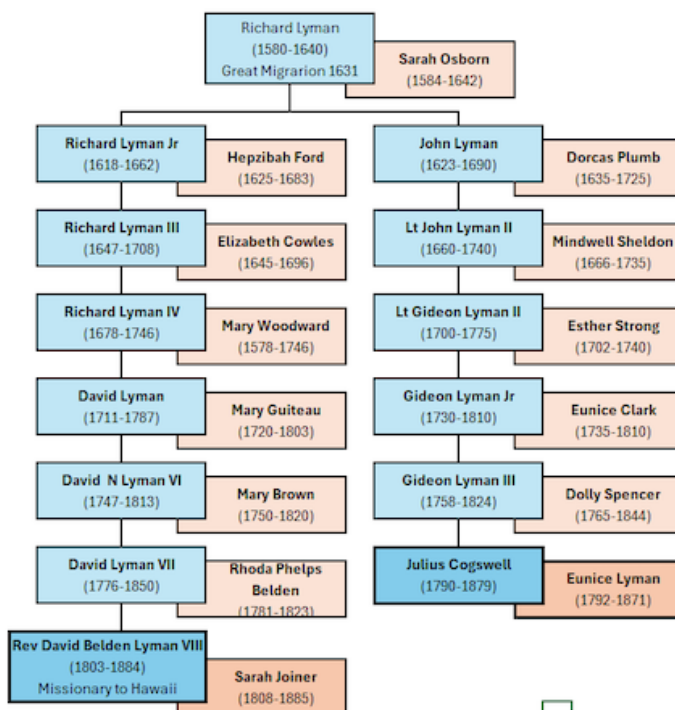 Richard Lyman
(1580-1640)
Great Migrarion 1631
Sarah Osborn
(1584-1642)
Richard Lyman Jr
(1618-1662)
Hepzibah Ford
(1625-1683)
John Lyman
(1623-1690)
Dorcas Plumb
(1635-1725)
Richard Lyman III
(1647-1708)
Elizabeth Cowles
(1645-1696)
Lt John Lyman II
(1660-1740)
Mindwell Sheldon
(1666-1735)
Richard Lyman IV
(1678-1746)
Mary Woodward
(1578-1746)
Lt Gideon Lyman II
(1700-1775)
Esther Strong
(1702-1740)
David Lyman
(1711-1787)
Mary Guiteau
(1720-1803)
Gideon Lyman Jr
(1730-1810)
Eunice Clark
(1735-1810)
David N Lyman VI
(1747-1813)
Mary Brown
(1750-1820)
Gideon Lyman III
(1758-1824)
Dolly Spencer
(1765-1844)
David Lyman VII
(1776-1850)
Rhoda Phelps
Belden
(1781-1823)
Julius Cogswell
(1790-1879)
Eunice Lyman
(1792-1871)
Rev David Belden Lyman VIII
(1803-1884)
Missionary to Hawaii
Sarah Joiner
(1808-1885)